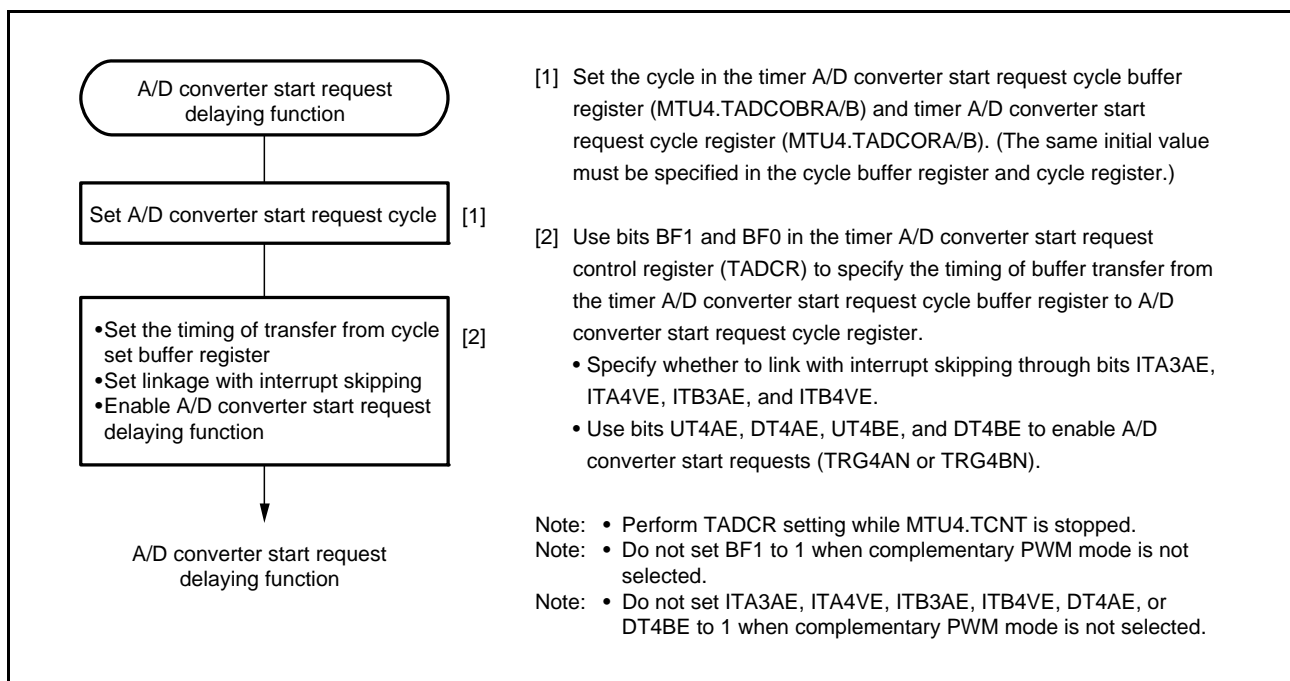 A/D converter start request
delaying function
Set A/D converter start request cycle
[1]
•Set the timing of transfer from cycle
set buffer register
•Set linkage with interrupt skipping
•Enable A/D converter start request
delaying function
[2]
A/D converter start request
delaying function
[1] Set the cycle in the timer A/D converter start request cycle buffer
register (MTU4.TADCOBRA/B) and timer A/D converter start
request cycle register (MTU4.TADCORA/B). (The same initial value
must be specified in the cycle buffer register and cycle register.)
[2] Use bits BF1 and BF0 in the timer A/D converter start request
control register (TADCR) to specify the timing of buffer transfer from
the timer A/D converter start request cycle buffer register to A/D
converter start request cycle register.
• Specify whether to link with interrupt skipping through bits ITA3AE,
ITA4VE, ITB3AE, and ITB4VE.
• Use bits UT4AE, DT4AE, UT4BE, and DT4BE to enable A/D
converter start requests (TRG4AN or TRG4BN).
Note: • Perform TADCR setting while MTU4.TCNT is stopped.
Note: • Do not set BF1 to 1 when complementary PWM mode is not
selected.
Note: • Do not set ITA3AE, ITA4VE, ITB3AE, ITB4VE, DT4AE, or
DT4BE to 1 when complementary PWM mode is not selected.